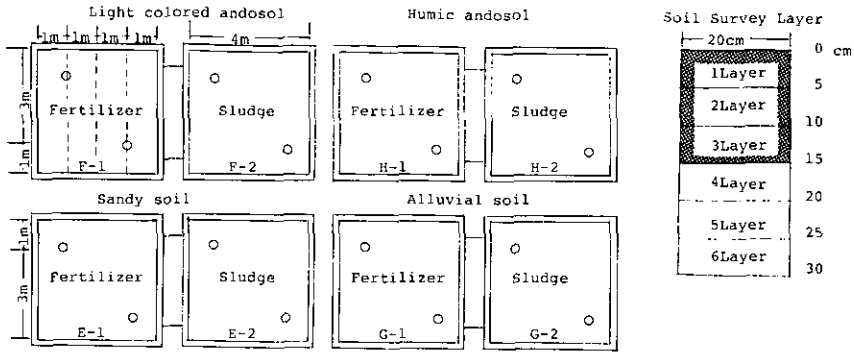 Light colored andosol
Humic andosol
Soil Survey Layer
1m 1m 1m 1m
4m
20cm
0 cm
3m
1m
Fertilizer
F-1
Sludge
F-2
Fertilizer
H-1
Sludge
H-2
1Layer
5
2Layer
10
3Layer
15
4Layer
20
5Layer
25
6Layer
30
Sandy soil
Alluvial soil
1m
3m
Fertilizer
E-1
Sludge
E-2
Fertilizer
G-1
Sludge
G-2